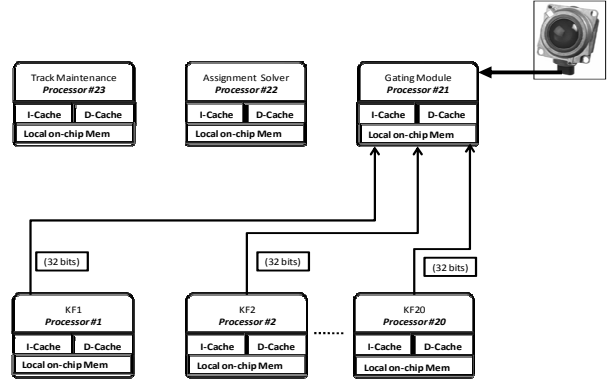 Track Maintenance
Processor #23
I-Cache
D-Cache
Local on-chip Mem
Assignment Solver
Processor #22
I-Cache
D-Cache
Local on-chip Mem
Gating Module
Processor #21
I-Cache
D-Cache
Local on-chip Mem
(32 bits)
(32 bits)
(32 bits)
KF1
Processor #1
I-Cache
D-Cache
Local on-chip Mem
KF2
Processor #2
I-Cache
D-Cache
Local on-chip Mem
.......
KF20
Processor #20
I-Cache
D-Cache
Local on-chip Mem